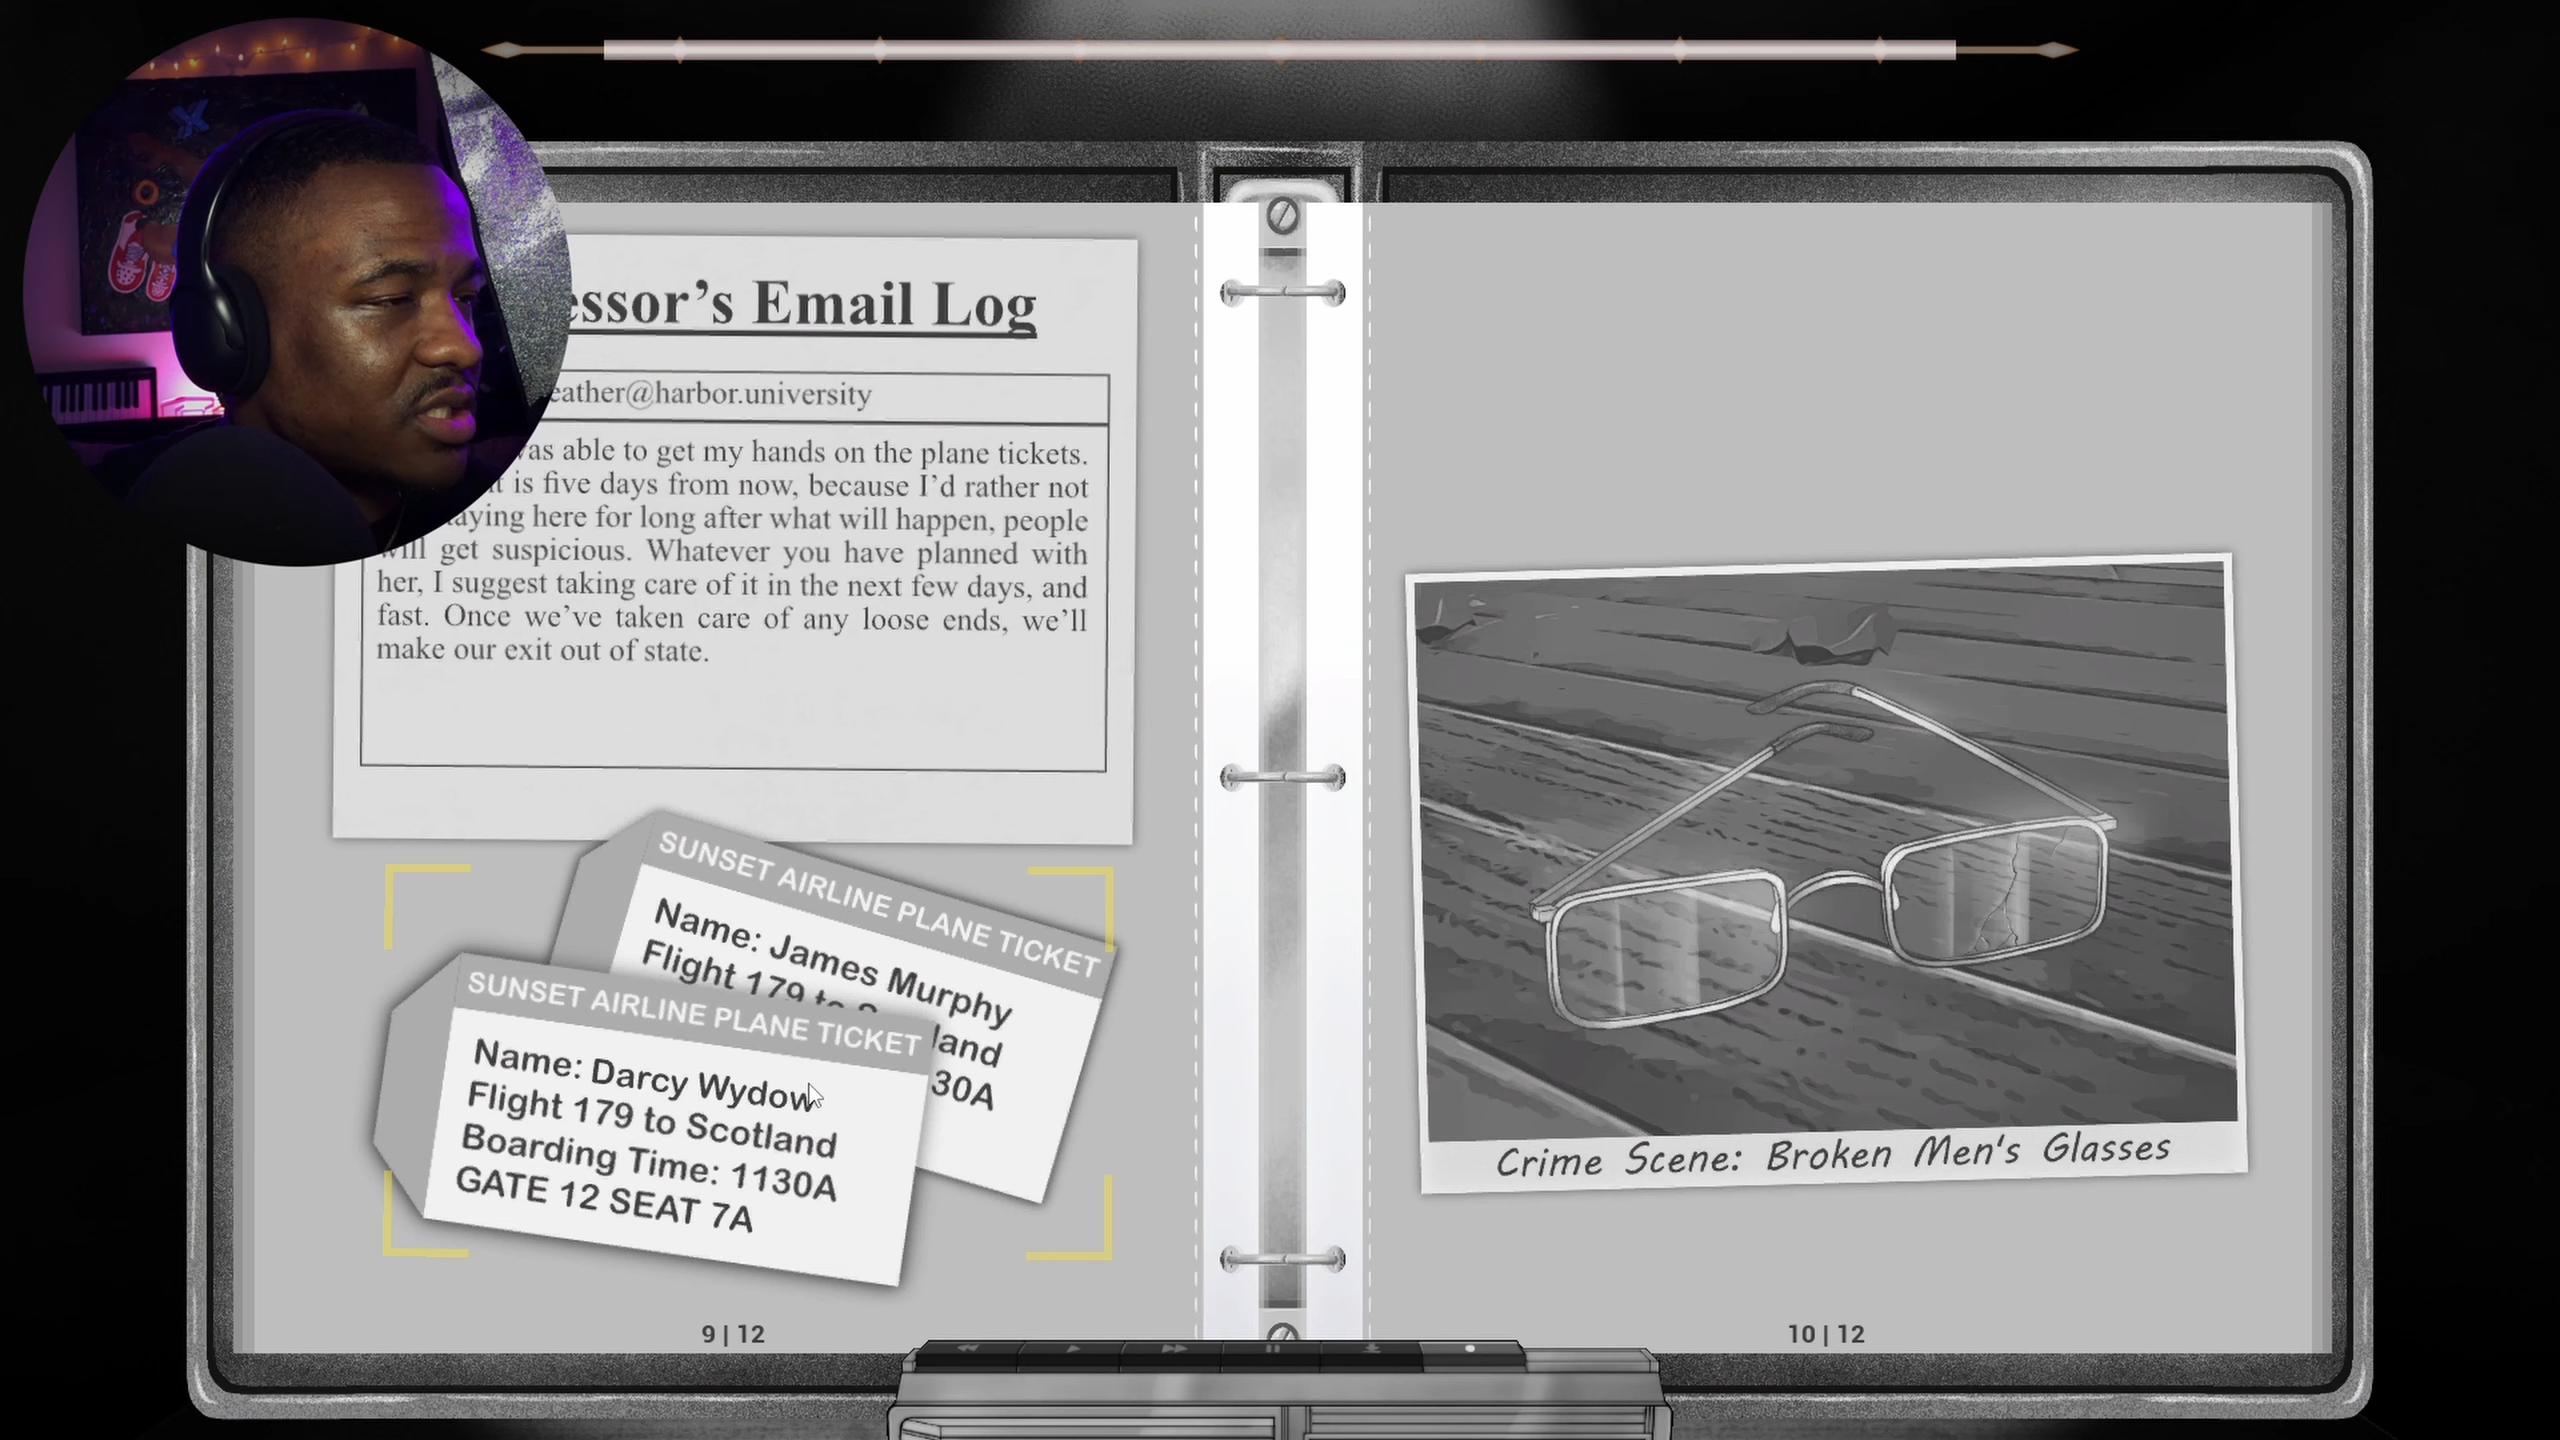 Email Log
@harbor.university
able to get my hands on the plane tickets.
is five days from now, because I'd rather not
here for long after what will happen, people
will get suspicious. Whatever you have planned with
her, I suggest taking care of it in the next few days, and
fast. Once we've taken care of any loose ends, we'll
make our exit out of state.
SUNSET AIRLINE PLANE TICKET
Name: James Murphy
Flight 179 to
30A
SUNSET AIRLINE PLANE TICKET
Name: Darcy Wydow
Flight 179 to Scotland
Boarding Time: 1130A
GATE 12 SEAT 7A
9 | 12
Crime Scene: Broken Men's Glasses
10 | 12